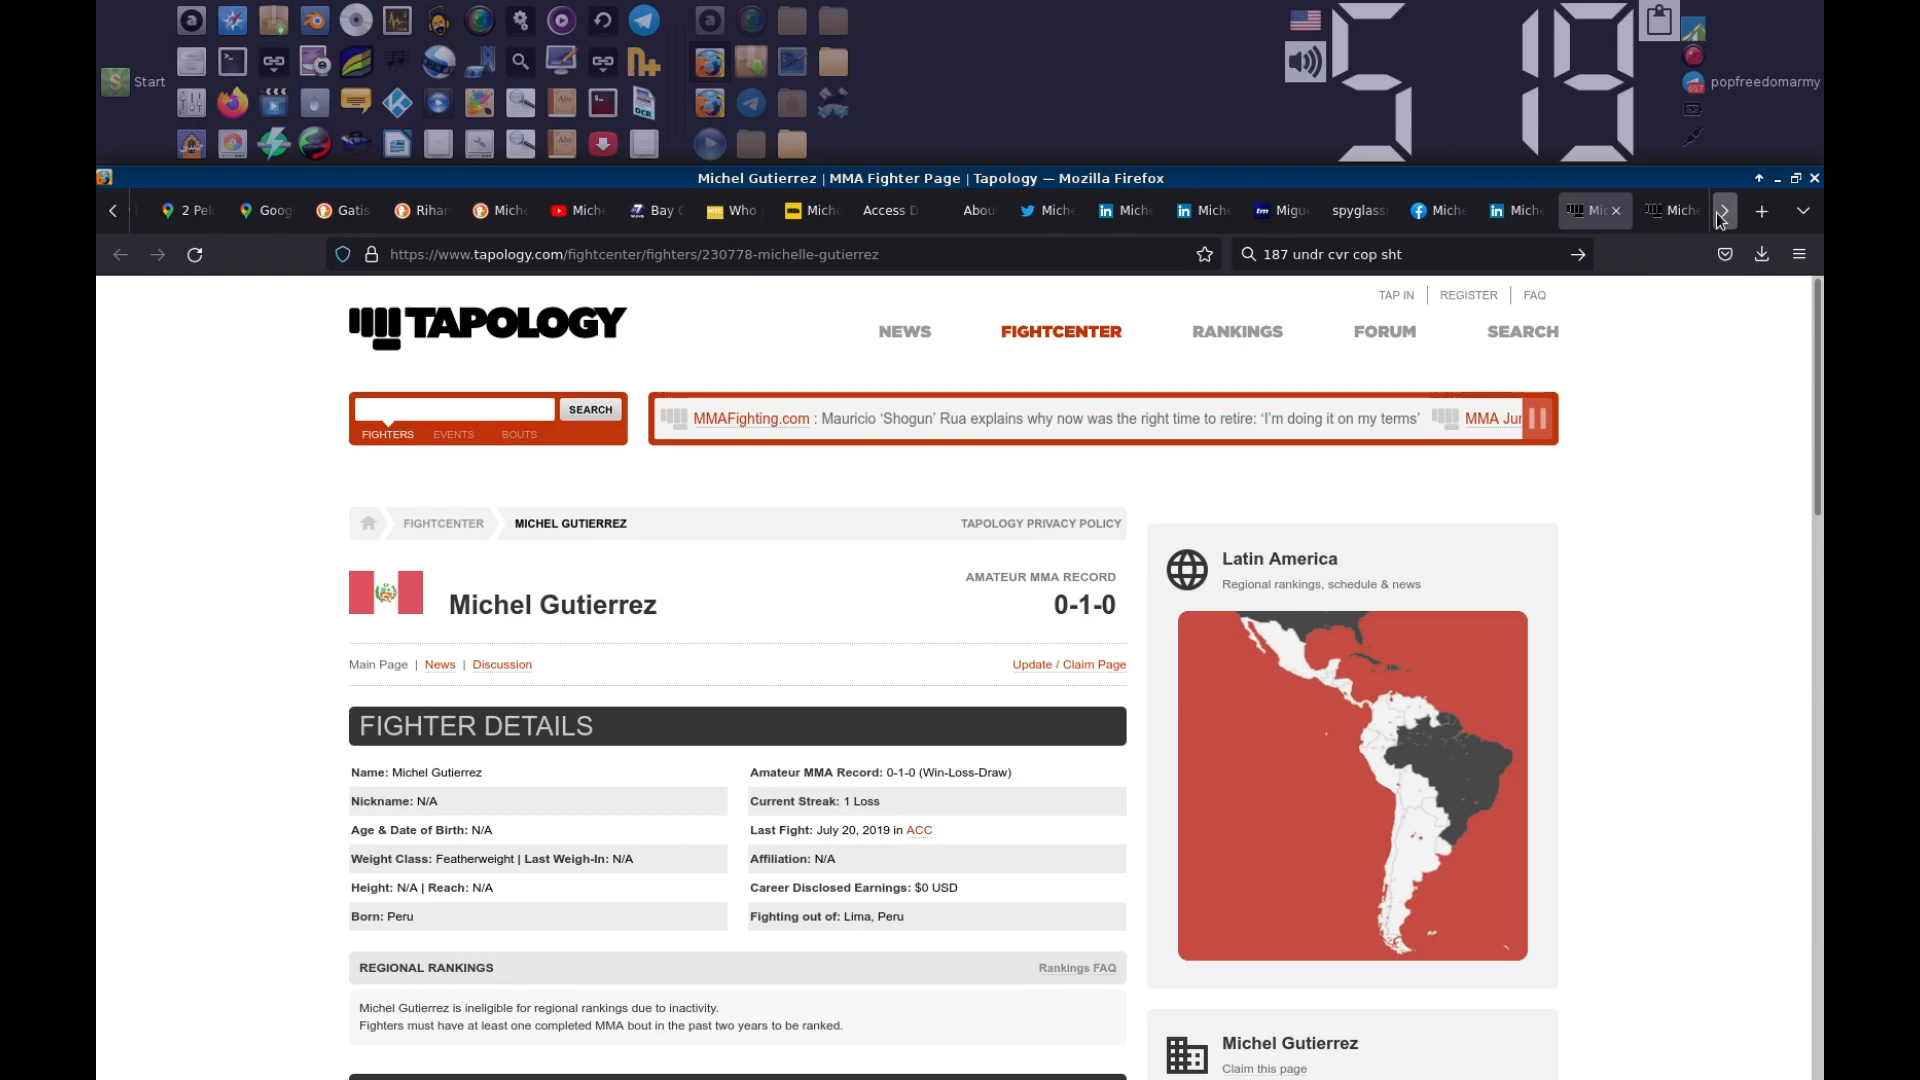 Start
5 19
popfreedomarmy
Michel Gutierrez | MMA Fighter Page | Tapology — Mozilla Firefox
2 Pel
Goog
Gatis
Rihar
Miche
Miche
Bay
Who
Mich
Access D
Abou
Miche
Miche
Miche
Migu
spyglass
Miche
Miche
Mic
Miche
https://www.tapology.com/fightcenter/fighters/230778-michelle-gutierrez
187 undr cvr cop sht
TAP IN
REGISTER
FAQ
TAPOLOGY
NEWS
FIGHTCENTER
RANKINGS
FORUM
SEARCH
SEARCH
FIGHTERS
EVENTS
BOUTS
MMAFighting.com : Mauricio ‘Shogun’ Rua explains why now was the right time to retire: ‘I’m doing it on my terms’
MMA Jun
FIGHTCENTER
MICHEL GUTIERREZ
TAPOLOGY PRIVACY POLICY
Michel Gutierrez
AMATEUR MMA RECORD
0-1-0
Main Page | News | Discussion
Update / Claim Page
FIGHTER DETAILS
Name: Michel Gutierrez
Amateur MMA Record: 0-1-0 (Win-Loss-Draw)
Nickname: N/A
Current Streak: 1 Loss
Age & Date of Birth: N/A
Last Fight: July 20, 2019 in ACC
Weight Class: Featherweight | Last Weigh-In: N/A
Affiliation: N/A
Height: N/A | Reach: N/A
Career Disclosed Earnings: $0 USD
Born: Peru
Fighting out of: Lima, Peru
REGIONAL RANKINGS
Rankings FAQ
Michel Gutierrez is ineligible for regional rankings due to inactivity.
Fighters must have at least one completed MMA bout in the past two years to be ranked.
Latin America
Regional rankings, schedule & news
Michel Gutierrez
Claim this page